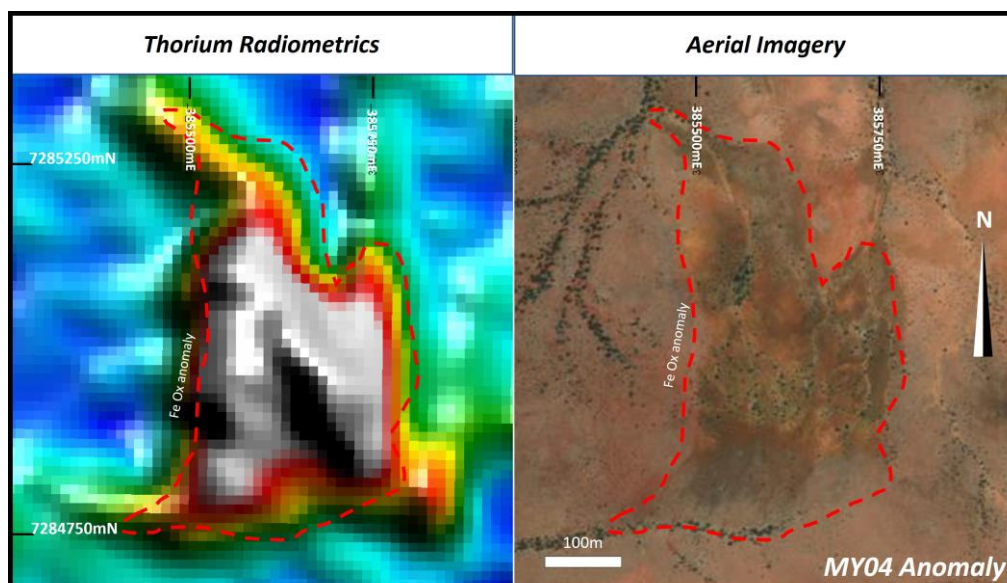 Thorium Radiometrics
Aerial Imagery
385500mE
385500mE
385750mE
7285250mN
N
Fe Ox anomaly
Fe Ox anomaly
7284750mN
100m
MY04 Anomaly